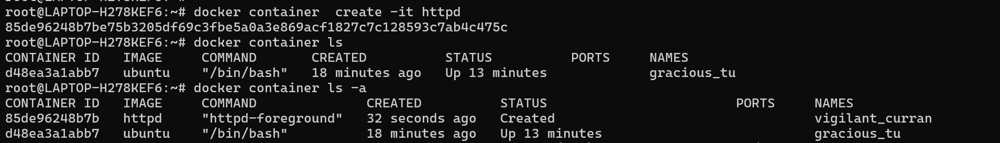 root@LAPTOP-H278KEF6:~# docker container  create -it httpd
85de96248b7be75b3205df69c3fbe5a0a3e869acf1827c7c128593c7ab4c475c
root@LAPTOP-H278KEF6:~# docker container ls
CONTAINER ID   IMAGE     COMMAND       CREATED          STATUS          PORTS     NAMES
d48ea3a1abb7   ubuntu    "/bin/bash"   18 minutes ago   Up 13 minutes             gracious_tu
root@LAPTOP-H278KEF6:~# docker container ls -a
CONTAINER ID   IMAGE     COMMAND              CREATED          STATUS                        PORTS     NAMES
85de96248b7b   httpd     "httpd-foreground"   32 seconds ago   Created                                 vigilant_curran
d48ea3a1abb7   ubuntu    "/bin/bash"          18 minutes ago   Up 13 minutes                           gracious_tu